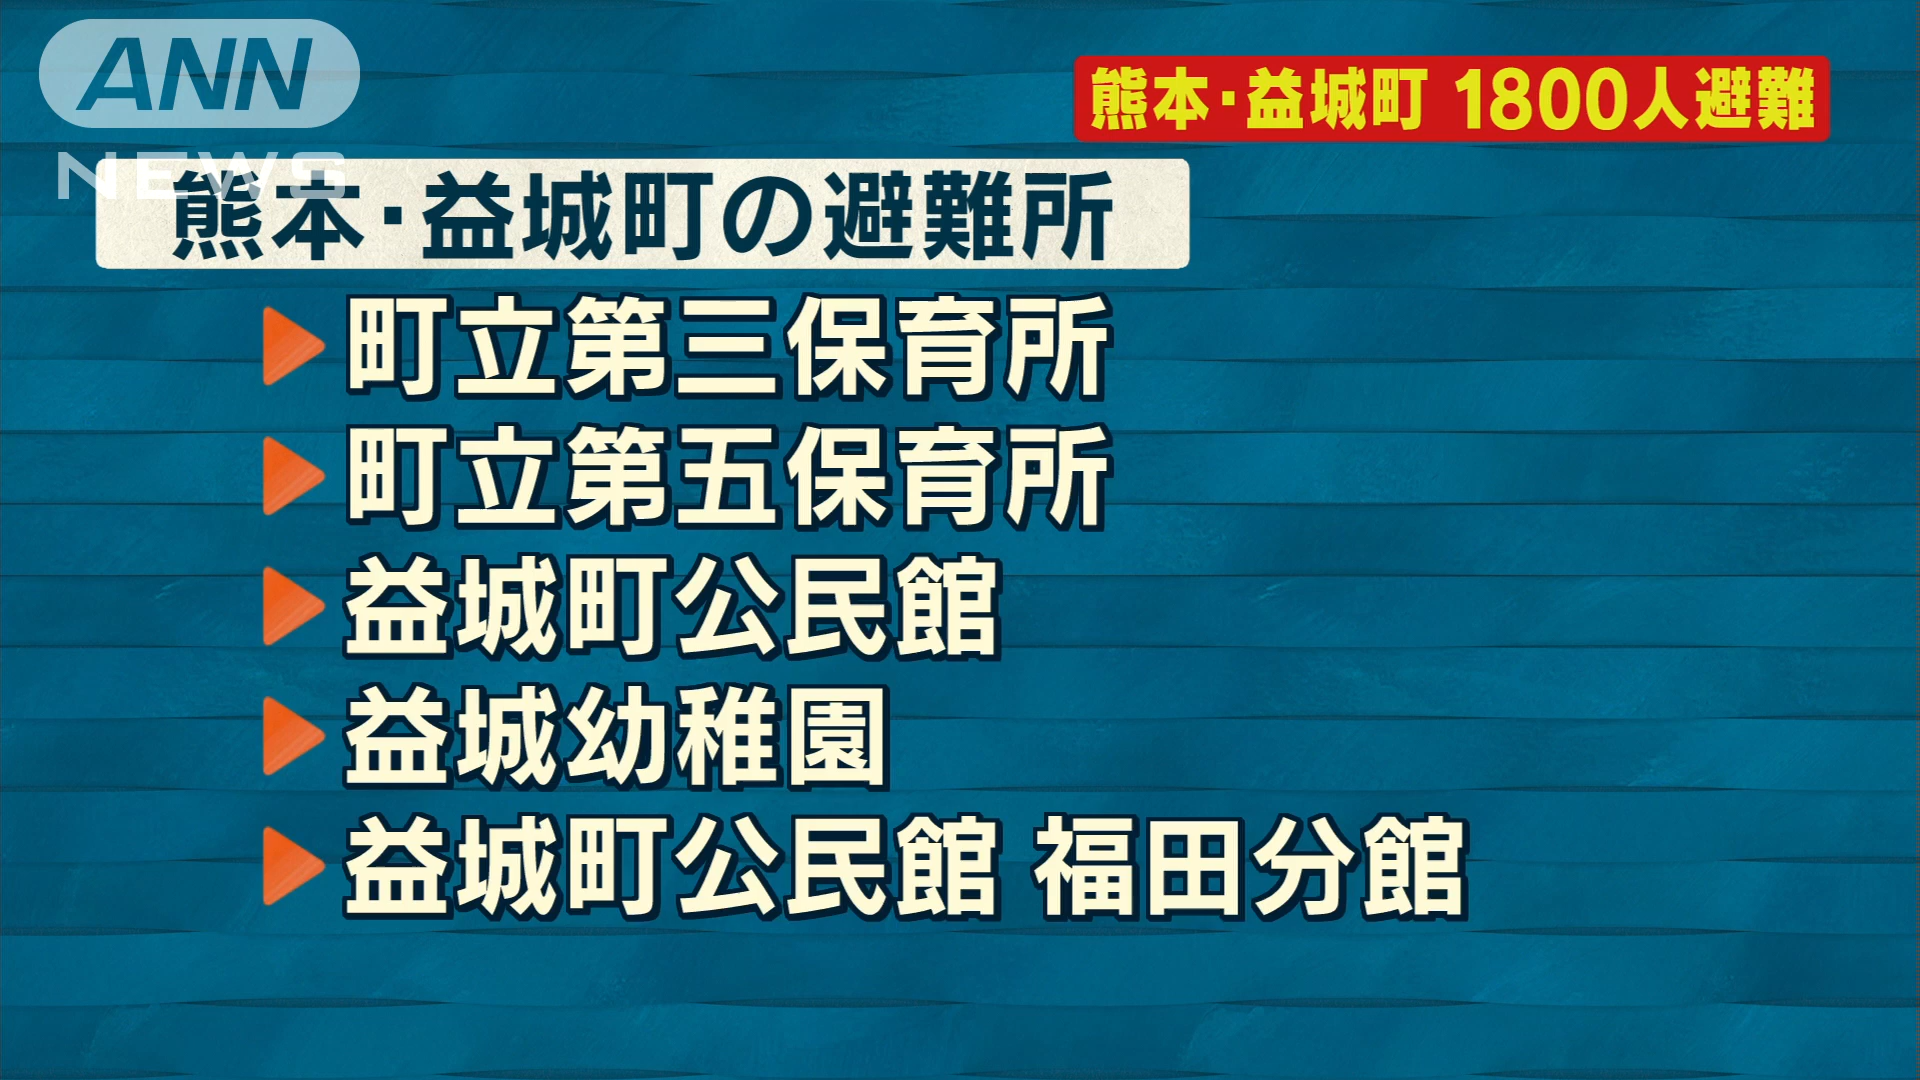 ANN
NEWS
熊本・益城町 1800人避難
熊本・益城町の避難所
▶町立第三保育所
▶町立第五保育所
▶益城町公民館
▶益城幼稚園
▶益城町公民館 福田分館